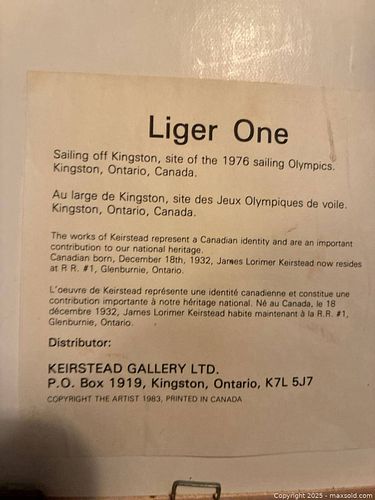 Liger One
Sailing off Kingston, site of the 1976 sailing Olympics.
Kingston, Ontario, Canada.
Au large de Kingston, site des Jeux Olympiques de voile.
Kingston, Ontario, Canada.
The works of Keirstead represent a Canadian identity and are an important
contribution to our national heritage.
Canadian born, December 18th, 1932, James Lorimer Keirstead now resides
at R.R. #1, Glenburnie, Ontario.
L'oeuvre de Keirstead représente une identité canadienne et constitue une
contribution importante à notre héritage national. Né au Canada, le 18
décembre 1932, James Lorimer Keirstead habite maintenant à la R.R. #1,
Glenburnie, Ontario.
Distributor:
KEIRSTEAD GALLERY LTD.
P.O. Box 1919, Kingston, Ontario, K7L 5J7
COPYRIGHT THE ARTIST 1983, PRINTED IN CANADA
Copyright 2025 - maxsold.com